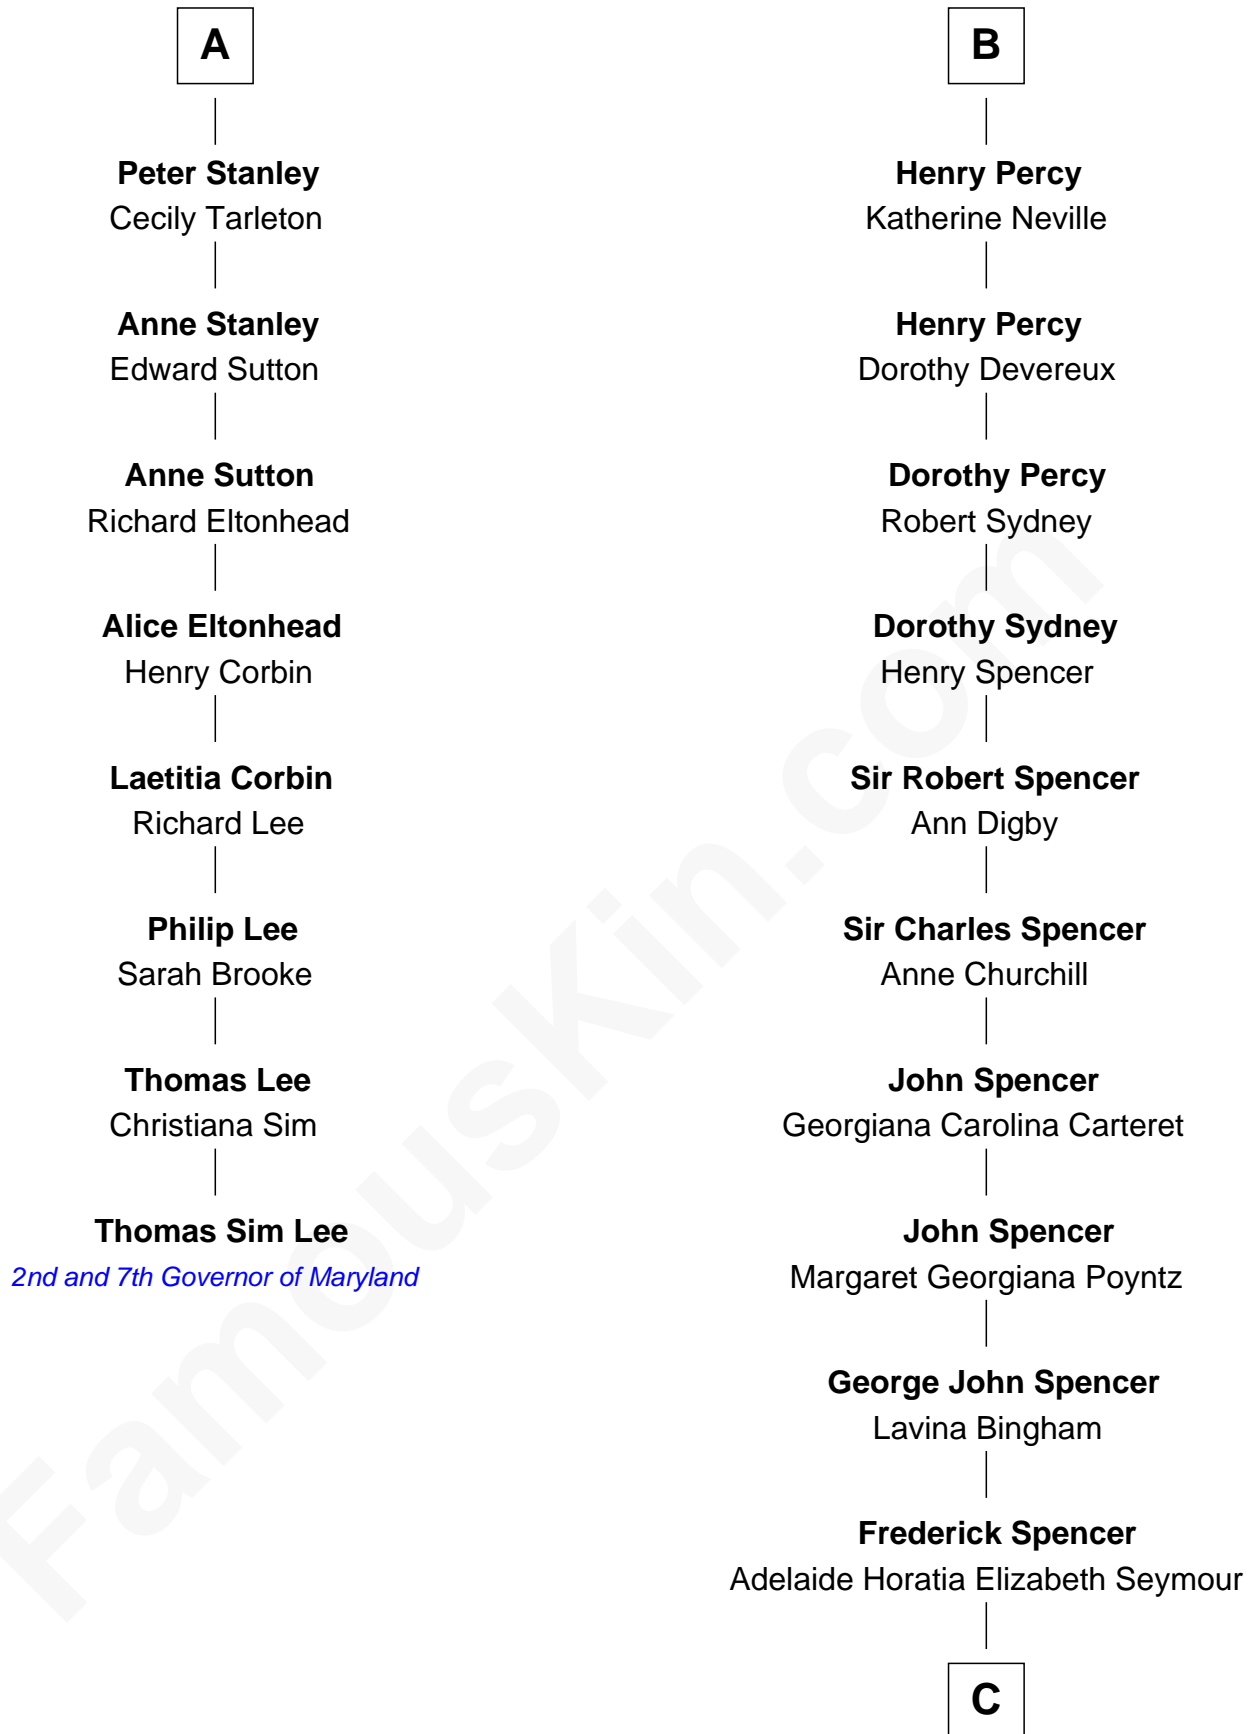 A
Peter Stanley
Cecily Tarleton
Anne Stanley
Edward Sutton
Anne Sutton
Richard Eltonhead
Alice Eltonhead
Henry Corbin
Laetitia Corbin
Richard Lee
Philip Lee
Sarah Brooke
Thomas Lee
Christiana Sim
Thomas Sim Lee
2nd and 7th Governor of Maryland
B
Henry Percy
Katherine Neville
Henry Percy
Dorothy Devereux
Dorothy Percy
Robert Sydney
Dorothy Sydney
Henry Spencer
Sir Robert Spencer
Ann Digby
Sir Charles Spencer
Anne Churchill
John Spencer
Georgiana Carolina Carteret
John Spencer
Margaret Georgiana Poyntz
George John Spencer
Lavina Bingham
Frederick Spencer
Adelaide Horatia Elizabeth Seymour
C
FamousKin.com